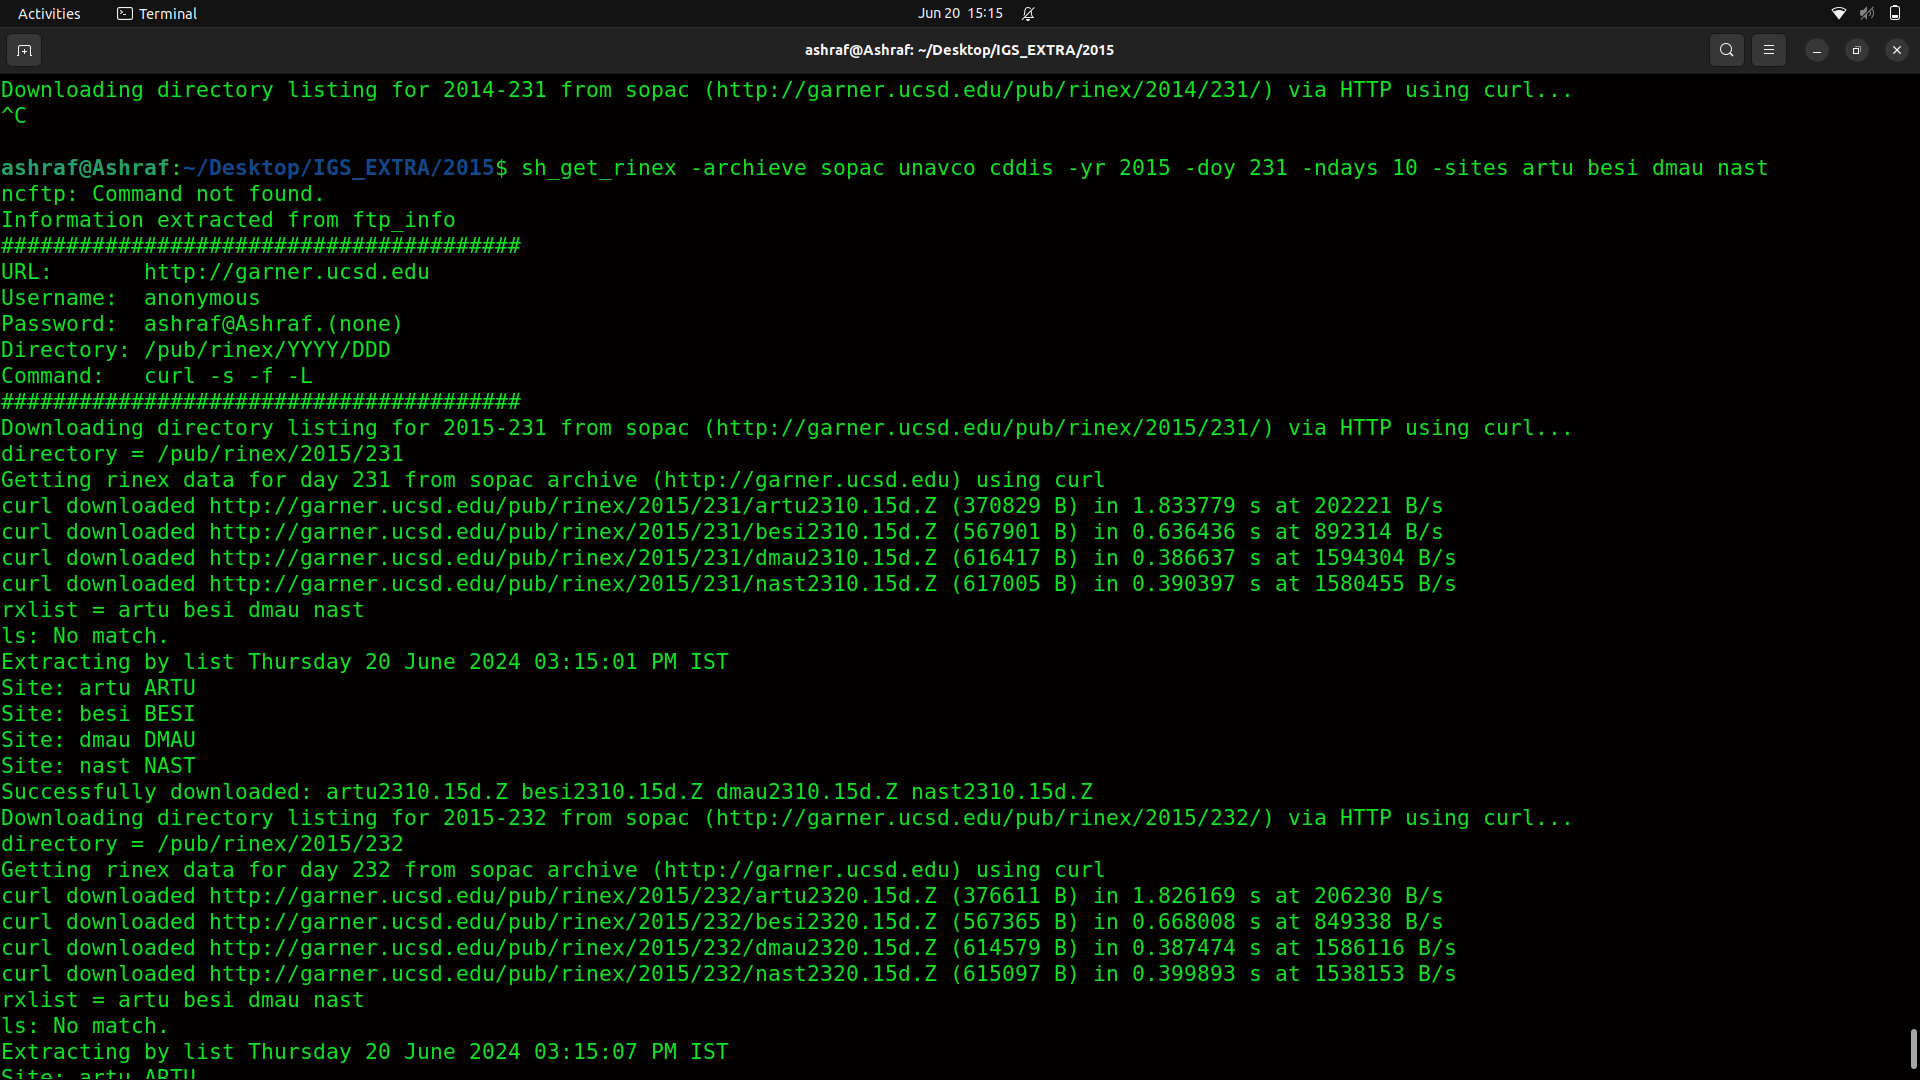 Activities
Terminal
Jun 20 15:15
ashraf@Ashraf: ~/Desktop/IGS_EXTRA/2015
Downloading directory listing for 2014-231 from sopac (http://garner.ucsd.edu/pub/rinex/2014/231/) via HTTP using curl...
^C
ashraf@Ashraf:~/Desktop/IGS_EXTRA/2015$ sh_get_rinex -archieve sopac unavco cddis -yr 2015 -doy 231 -ndays 10 -sites artu besi dmau nast
ncftp: Command not found.
Information extracted from ftp_info
########################################
URL:       http://garner.ucsd.edu
Username:  anonymous
Password:  ashraf@Ashraf.(none)
Directory: /pub/rinex/YYYY/DDD
Command:   curl -s -f -L
########################################
Downloading directory listing for 2015-231 from sopac (http://garner.ucsd.edu/pub/rinex/2015/231/) via HTTP using curl...
directory = /pub/rinex/2015/231
Getting rinex data for day 231 from sopac archive (http://garner.ucsd.edu) using curl
curl downloaded http://garner.ucsd.edu/pub/rinex/2015/231/artu2310.15d.Z (370829 B) in 1.833779 s at 202221 B/s
curl downloaded http://garner.ucsd.edu/pub/rinex/2015/231/besi2310.15d.Z (567901 B) in 0.636436 s at 892314 B/s
curl downloaded http://garner.ucsd.edu/pub/rinex/2015/231/dmau2310.15d.Z (616417 B) in 0.386637 s at 1594304 B/s
curl downloaded http://garner.ucsd.edu/pub/rinex/2015/231/nast2310.15d.Z (617005 B) in 0.390397 s at 1580455 B/s
rxlist = artu besi dmau nast
ls: No match.
Extracting by list Thursday 20 June 2024 03:15:01 PM IST
Site: artu ARTU
Site: besi BESI
Site: dmau DMAU
Site: nast NAST
Successfully downloaded: artu2310.15d.Z besi2310.15d.Z dmau2310.15d.Z nast2310.15d.Z
Downloading directory listing for 2015-232 from sopac (http://garner.ucsd.edu/pub/rinex/2015/232/) via HTTP using curl...
directory = /pub/rinex/2015/232
Getting rinex data for day 232 from sopac archive (http://garner.ucsd.edu) using curl
curl downloaded http://garner.ucsd.edu/pub/rinex/2015/232/artu2320.15d.Z (376611 B) in 1.826169 s at 206230 B/s
curl downloaded http://garner.ucsd.edu/pub/rinex/2015/232/besi2320.15d.Z (567365 B) in 0.668008 s at 849338 B/s
curl downloaded http://garner.ucsd.edu/pub/rinex/2015/232/dmau2320.15d.Z (614579 B) in 0.387474 s at 1586116 B/s
curl downloaded http://garner.ucsd.edu/pub/rinex/2015/232/nast2320.15d.Z (615097 B) in 0.399893 s at 1538153 B/s
rxlist = artu besi dmau nast
ls: No match.
Extracting by list Thursday 20 June 2024 03:15:07 PM IST
Site: artu ARTU